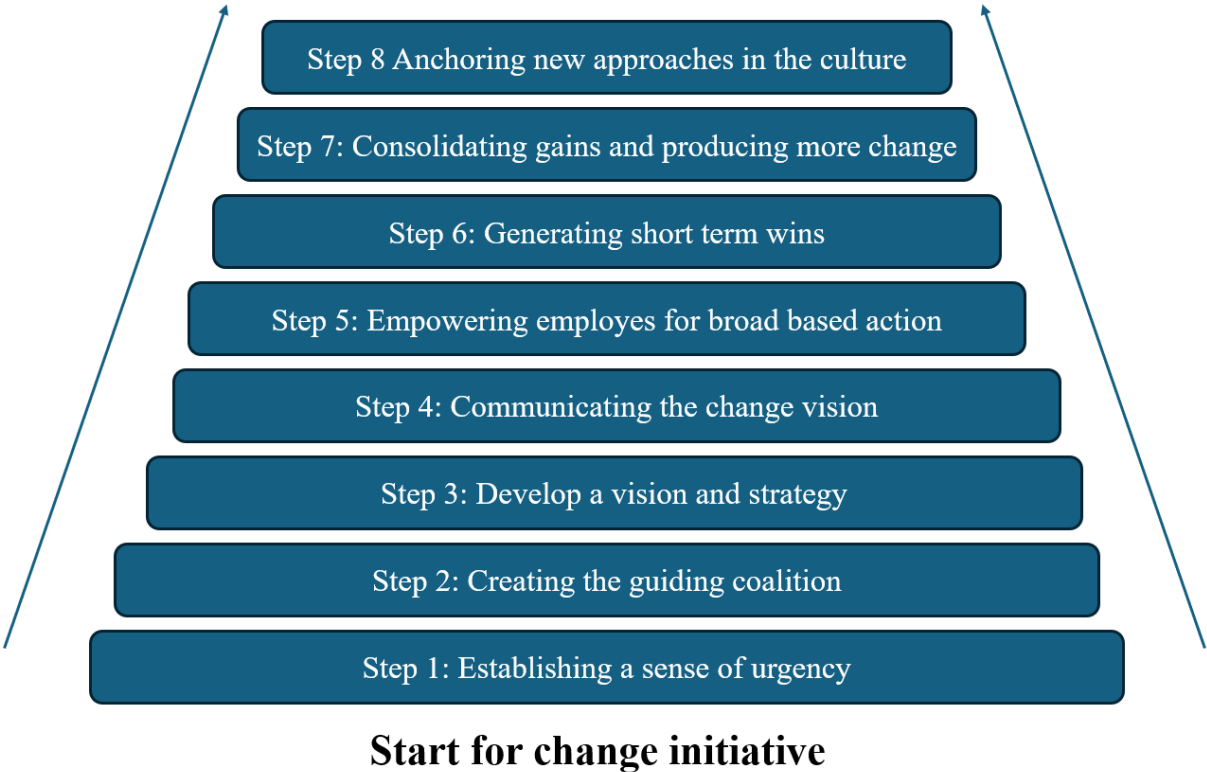 Step 8 Anchoring new approaches in the culture
Step 7: Consolidating gains and producing more change
Step 6: Generating short term wins
Step 5: Empowering employes for broad based action
Step 4: Communicating the change vision
Step 3: Develop a vision and strategy
Step 2: Creating the guiding coalition
Step 1: Establishing a sense of urgency
Start for change initiative